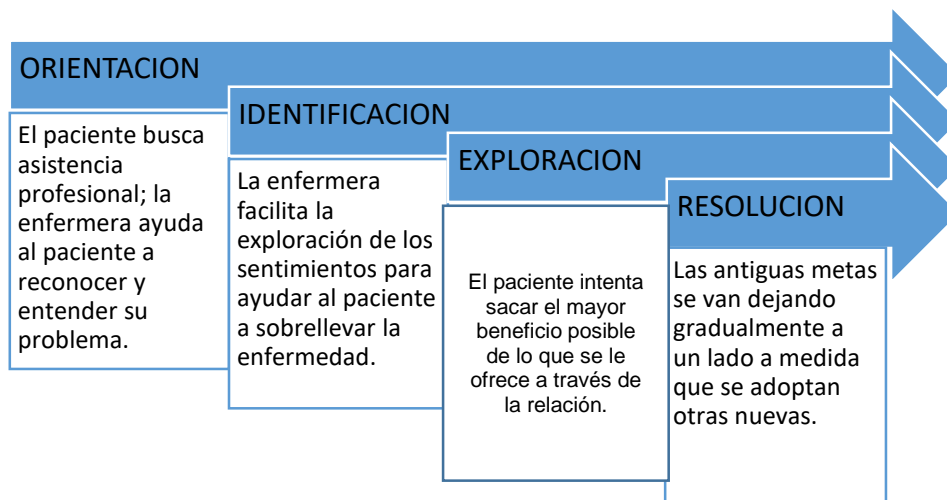 ORIENTACION
El paciente busca
asistencia
profesional; la
enfermera ayuda
al paciente a
reconocer y
entender su
problema.
IDENTIFICACION
La enfermera
facilita la
exploración de los
sentimientos para
ayudar al paciente
a sobrellevar la
enfermedad.
EXPLORACION
El paciente intenta
sacar el mayor
beneficio posible
de lo que se le
ofrece a través de
la relación.
RESOLUCION
Las antiguas metas
se van dejando
gradualmente a
un lado a medida
que se adoptan
otras nuevas.